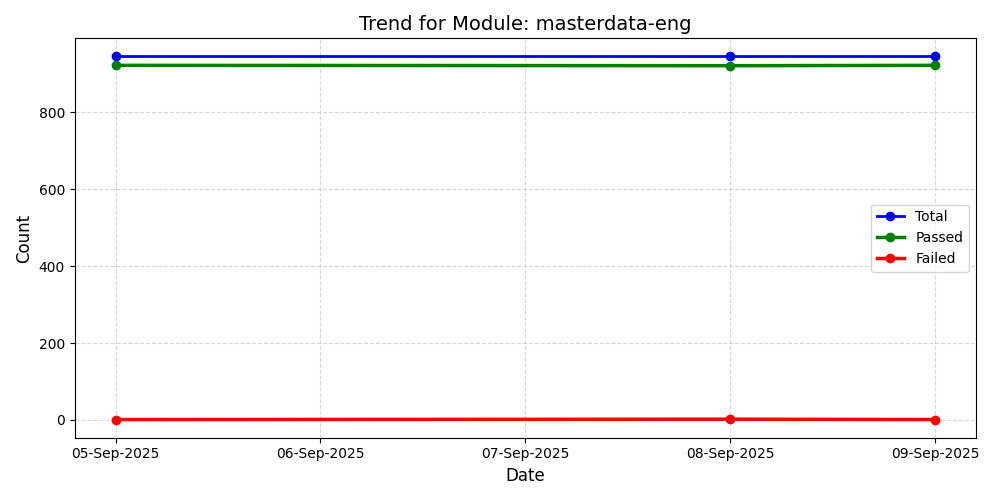 Trend for Module: masterdata-eng
Count
800
600
400
200
0
Total
Passed
Failed
05-Sep-2025
06-Sep-2025
07-Sep-2025
08-Sep-2025
09-Sep-2025
Date